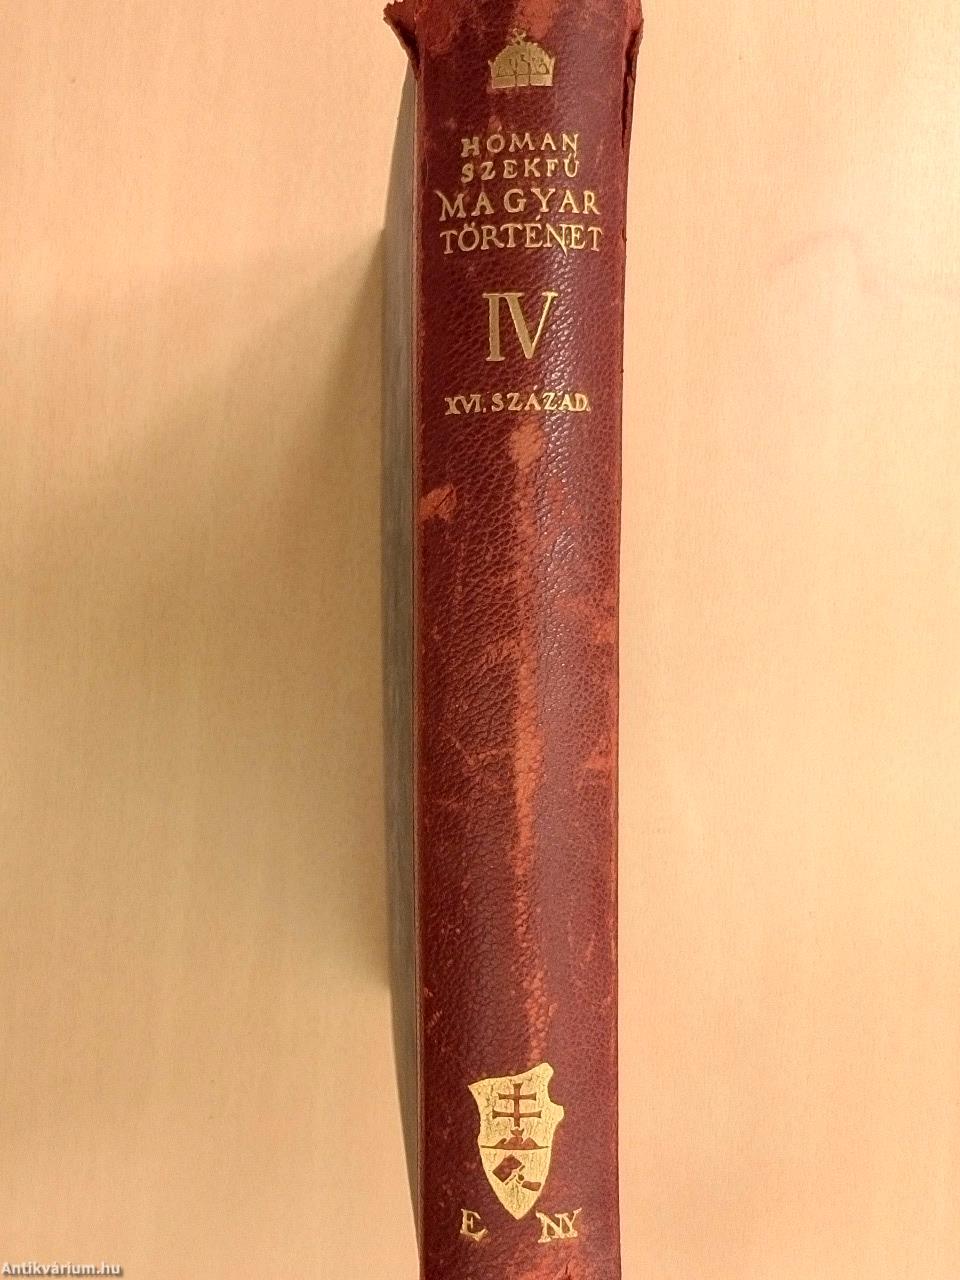 HÓMAN
SZEKFŰ
MAGYAR
TÖRTÉNET
IV
XVI. SZÁZAD.
E NY
Antikvárium.hu